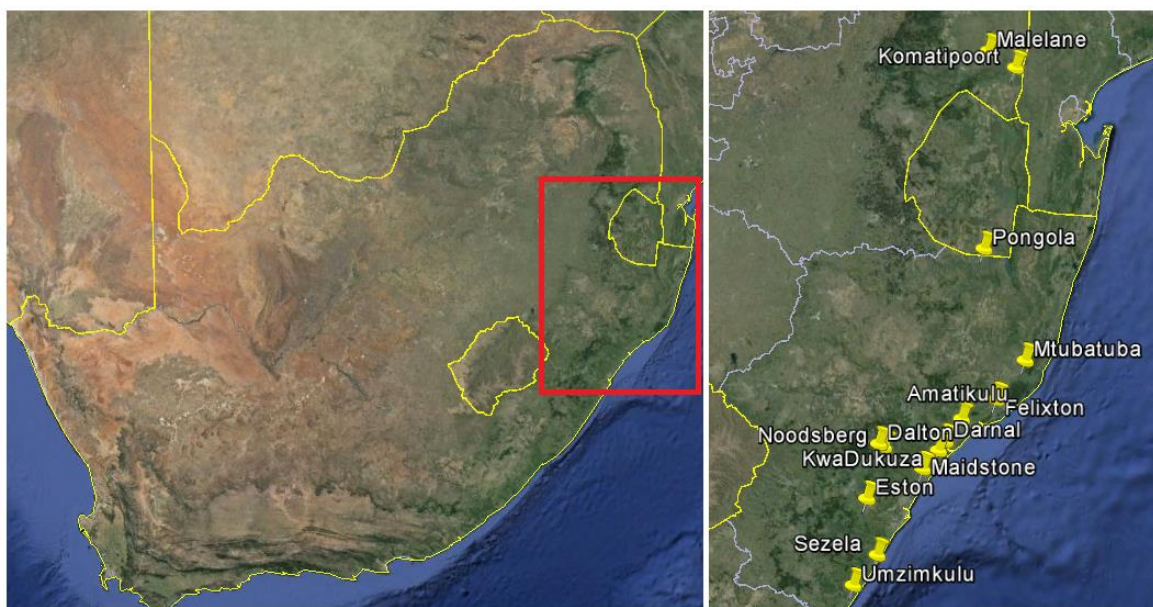 Malelane
Komatipoort
Pongola
Mtubatuba
Amatikulu
Felixton
Noodsberg
Dalton
Darnal
KwaDukuza
Maidstone
Eston
Sezela
Umzimkulu